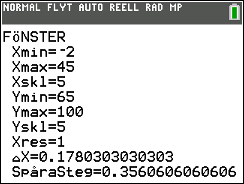 NORMAL FLYT AUTO REELL RAD MP
FöNSTER
Xmin=-2
Xmax=45
Xskl=5
Ymin=65
Ymax=100
Yskl=5
Xres=1
△X=0.1780303030303
SpåraSteg=0.3560606060606